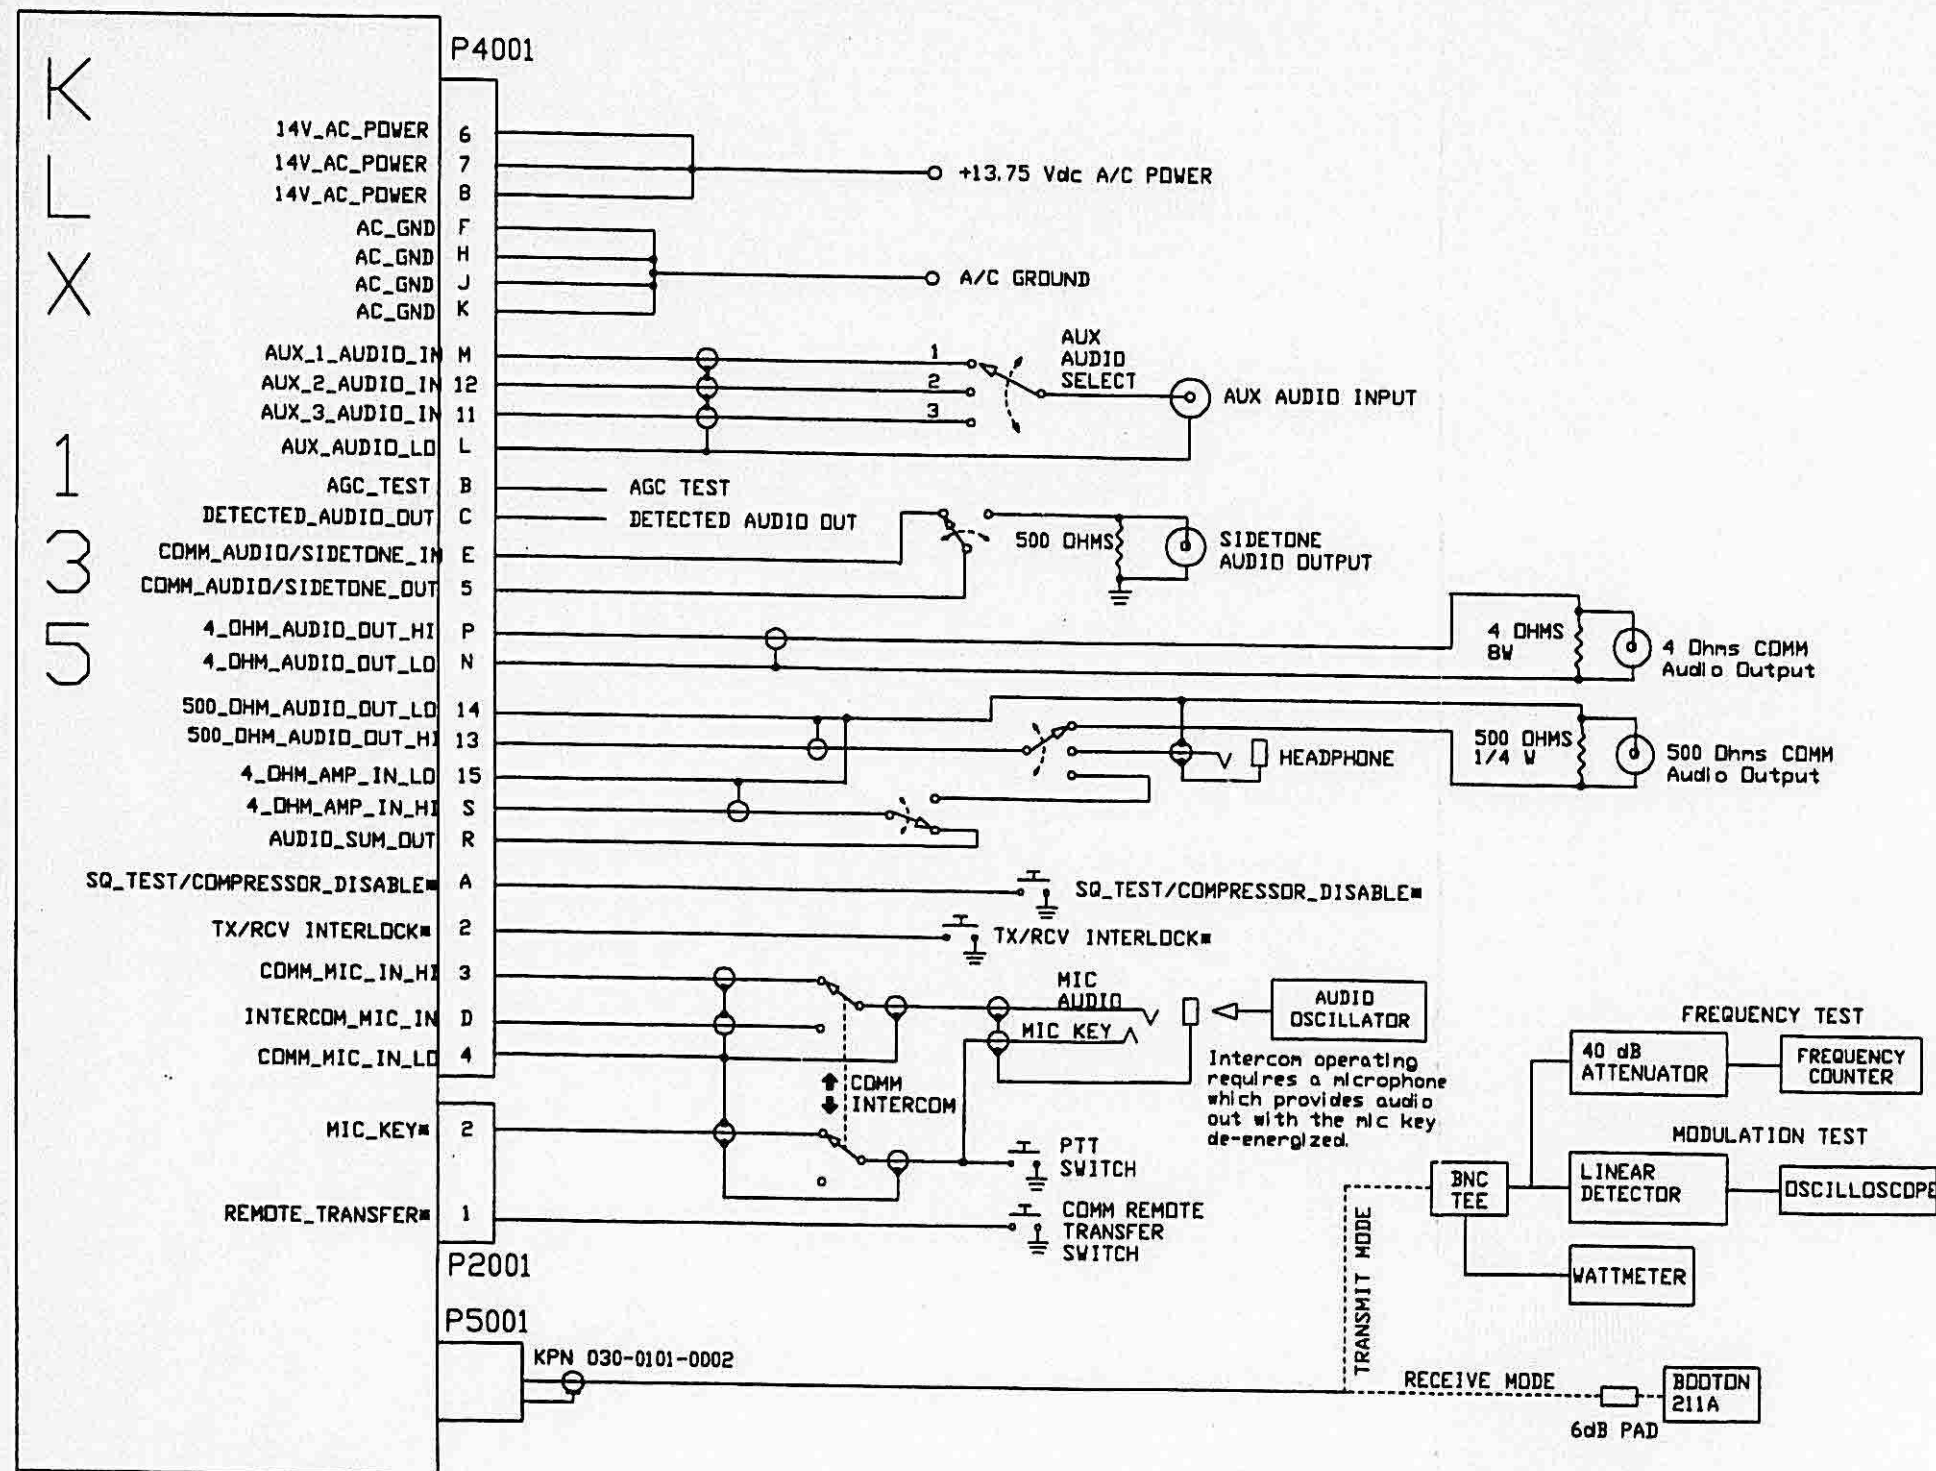 KLX 135
P4001
14V_AC_POWER 6
14V_AC_POWER 7
14V_AC_POWER 8
+13.75 Vdc A/C POWER
AC_GND F
AC_GND H
AC_GND J
AC_GND K
A/C GROUND
AUX_1_AUDIO_IN M
AUX_2_AUDIO_IN 12
AUX_3_AUDIO_IN 11
AUX_AUDIO_LO L
1
2
3
AUX
AUDIO
SELECT
AUX AUDIO INPUT
AGC_TEST B
AGC TEST
DETECTED_AUDIO_OUT C
DETECTED AUDIO OUT
COMM_AUDIO/SIDETONE_IN E
COMM_AUDIO/SIDETONE_OUT 5
500 OHMS
SIDETONE
AUDIO OUTPUT
4_OHM_AUDIO_OUT_HI P
4_OHM_AUDIO_OUT_LO N
4 OHMS
8W
4 Ohms COMM
Audio Output
500_OHM_AUDIO_OUT_LO 14
500_OHM_AUDIO_OUT_HI 13
4_OHM_AMP_IN_LO 15
4_OHM_AMP_IN_HI S
AUDIO_SUM_OUT R
HEADPHONE
500 OHMS
1/4 W
500 Ohms COMM
Audio Output
SQ_TEST/COMPRESSOR_DISABLE* A
SQ_TEST/COMPRESSOR_DISABLE*
TX/RCV INTERLOCK* 2
TX/RCV INTERLOCK*
COMM_MIC_IN_HI 3
INTERCOM_MIC_IN D
COMM_MIC_IN_LO 4
MIC
AUDIO
MIC KEY
AUDIO
OSCILLATOR
Intercom operating
requires a microphone
which provides audio
out with the mic key
de-energized.
COMM
INTERCOM
MIC_KEY* 2
PTT
SWITCH
REMOTE_TRANSFER* 1
COMM REMOTE
TRANSFER
SWITCH
P2001
P5001
KPN 030-0101-0002
FREQUENCY TEST
40 dB
ATTENUATOR
FREQUENCY
COUNTER
MODULATION TEST
BNC
TEE
LINEAR
DETECTOR
OSCILLOSCOPE
WATTMETER
TRANSMIT MODE
RECEIVE MODE
6dB PAD
BOOTON
211A